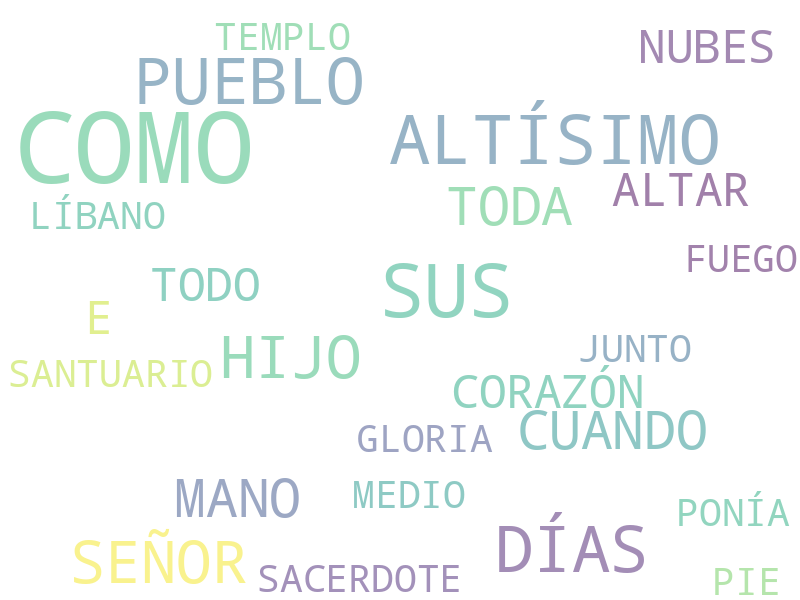 TEMPLO
NUBES
PUEBLO
COMO
ALTÍSIMO
ALTAR
TODA
LÍBANO
FUEGO
TODO
SUS
E
HIJO
JUNTO
SANTUARIO
CORAZÓN
CUANDO
GLORIA
MANO
MEDIO
PONÍA
DÍAS
SEÑOR
SACERDOTE
PIE